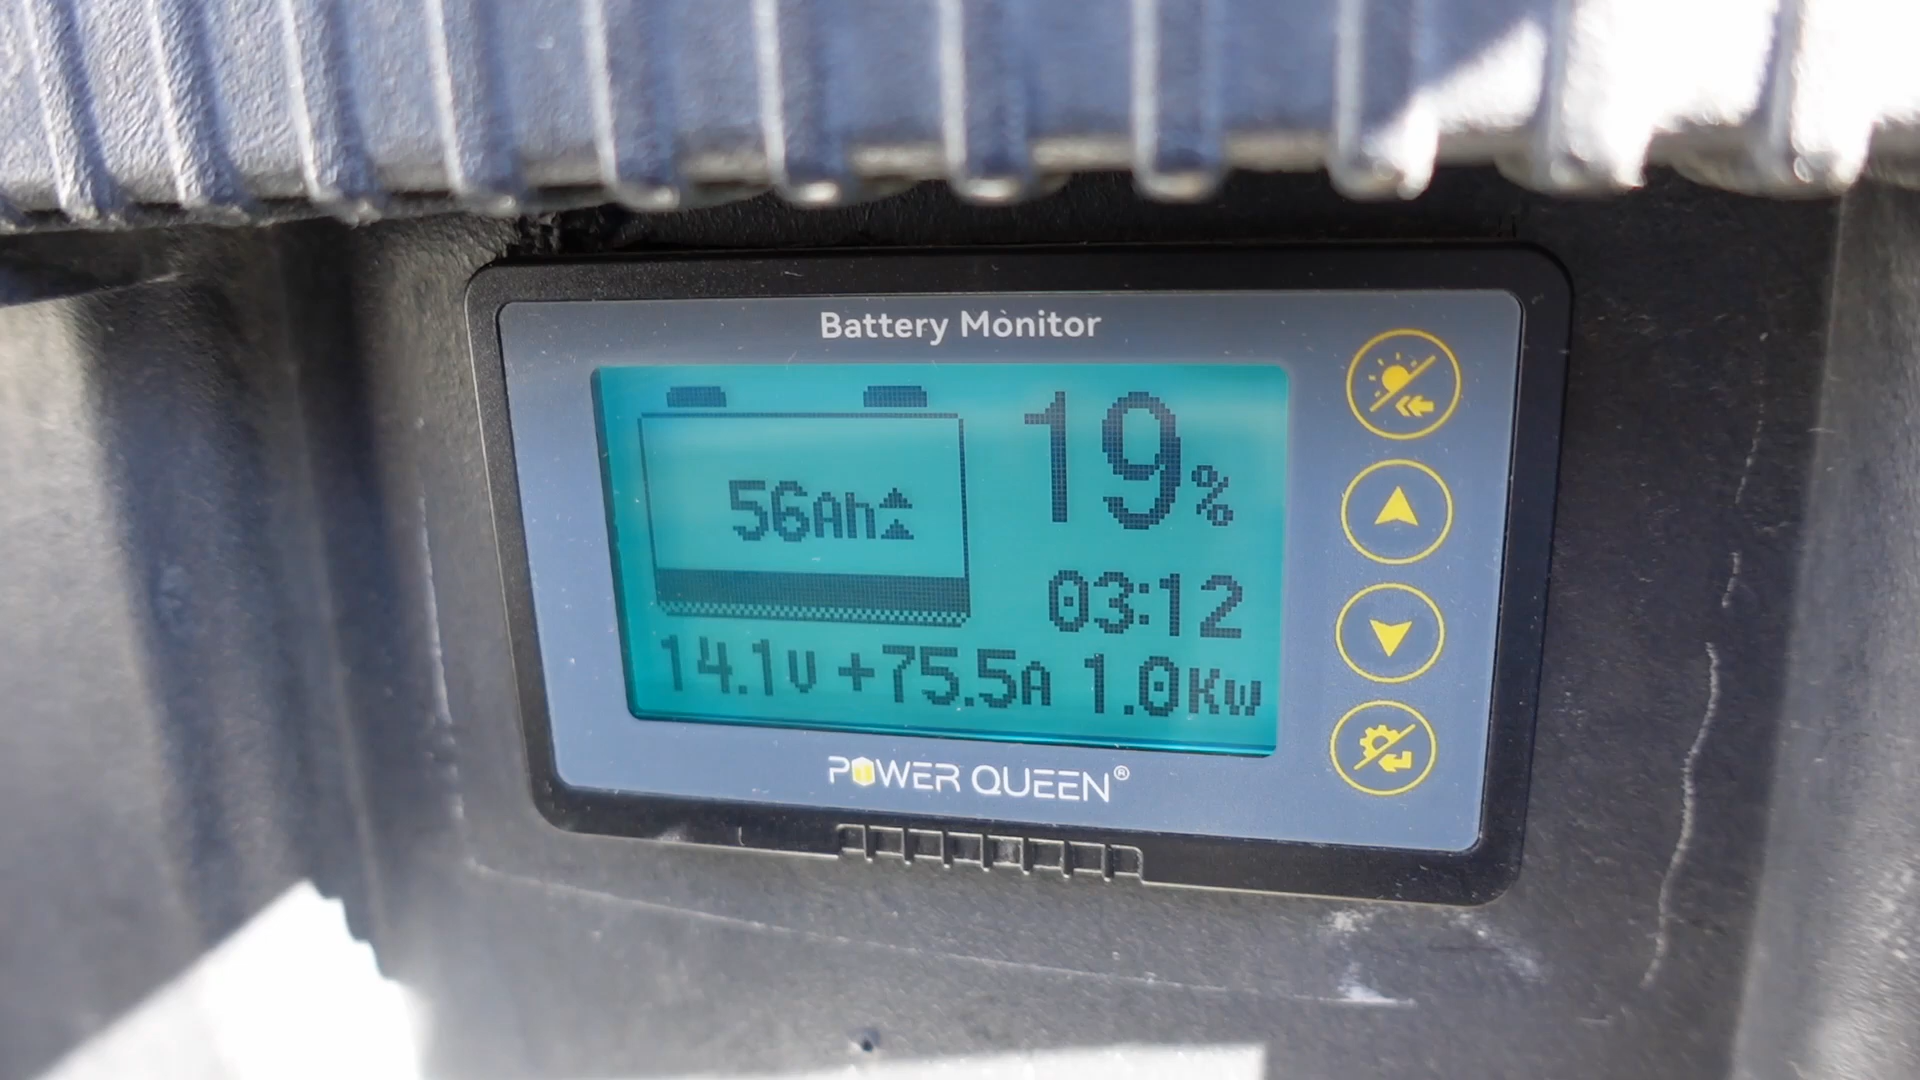 Battery Monitor
56Ah
19%
03:12
14.1V +75.5A 1.0Kw
POWER QUEEN®